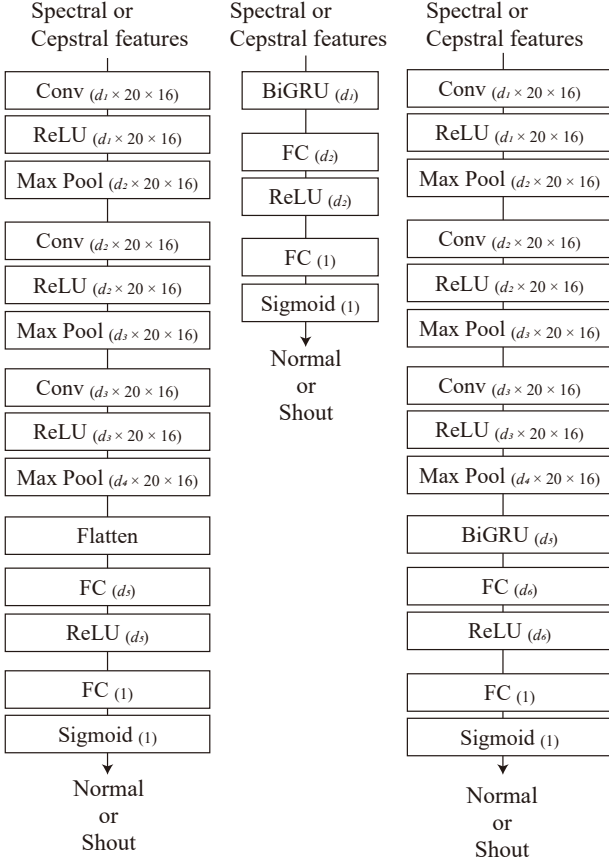 Spectral or
Cepstral features
Conv (d₁ × 20 × 16)
ReLU (d₁ × 20 × 16)
Max Pool (d₂ × 20 × 16)
Conv (d₂ × 20 × 16)
ReLU (d₂ × 20 × 16)
Max Pool (d₃ × 20 × 16)
Conv (d₃ × 20 × 16)
ReLU (d₃ × 20 × 16)
Max Pool (d₄ × 20 × 16)
Flatten
FC (d₅)
ReLU (d₅)
FC (1)
Sigmoid (1)
Normal
or
Shout
Spectral or
Cepstral features
BiGRU (d₁)
FC (d₂)
ReLU (d₂)
FC (1)
Sigmoid (1)
Normal
or
Shout
Spectral or
Cepstral features
Conv (d₁ × 20 × 16)
ReLU (d₁ × 20 × 16)
Max Pool (d₂ × 20 × 16)
Conv (d₂ × 20 × 16)
ReLU (d₂ × 20 × 16)
Max Pool (d₃ × 20 × 16)
Conv (d₃ × 20 × 16)
ReLU (d₃ × 20 × 16)
Max Pool (d₄ × 20 × 16)
BiGRU (d₅)
FC (d₆)
ReLU (d₆)
FC (1)
Sigmoid (1)
Normal
or
Shout